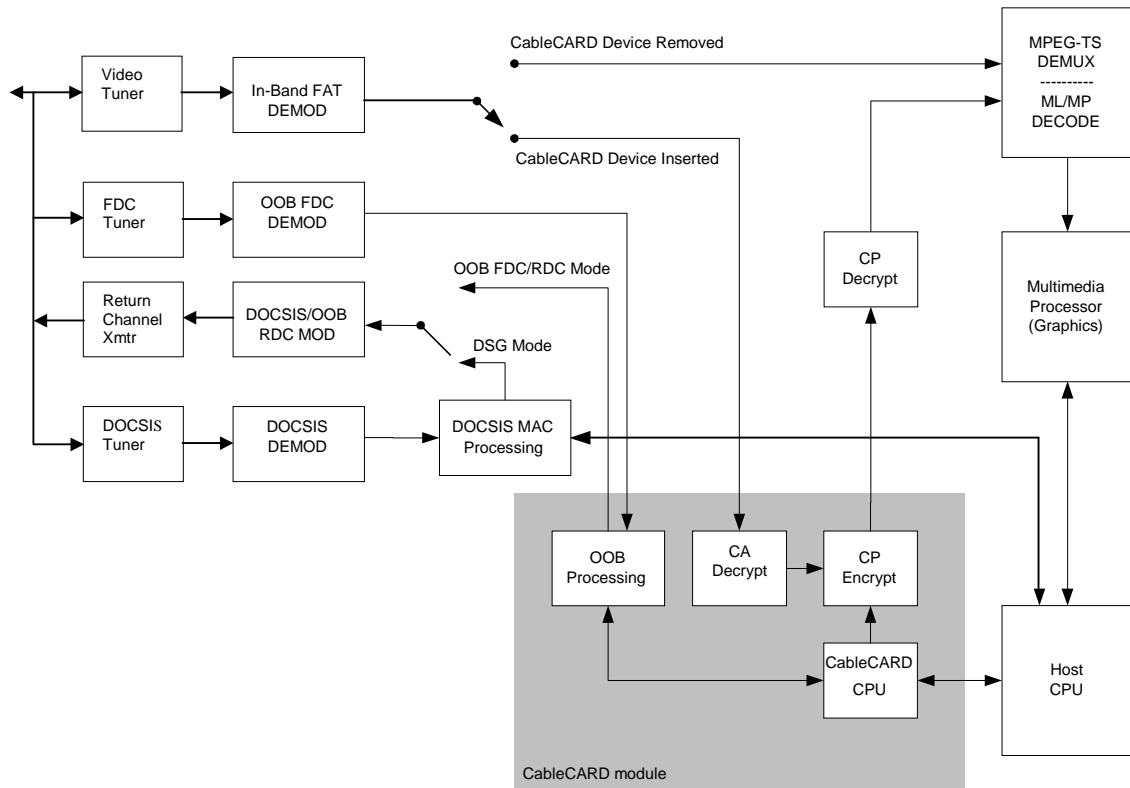 CableCARD Device Removed
MPEG-TS
DEMUX
----------
ML/MP
DECODE
Video
Tuner
In-Band FAT
DEMOD
CableCARD Device Inserted
FDC
Tuner
OOB FDC
DEMOD
CP
Decrypt
OOB FDC/RDC Mode
Return
Channel
Xmtr
DOCSIS/OOB
RDC MOD
DSG Mode
Multimedia
Processor
(Graphics)
DOCSIS
Tuner
DOCSIS
DEMOD
DOCSIS MAC
Processing
OOB
Processing
CA
Decrypt
CP
Encrypt
CableCARD
CPU
Host
CPU
CableCARD module